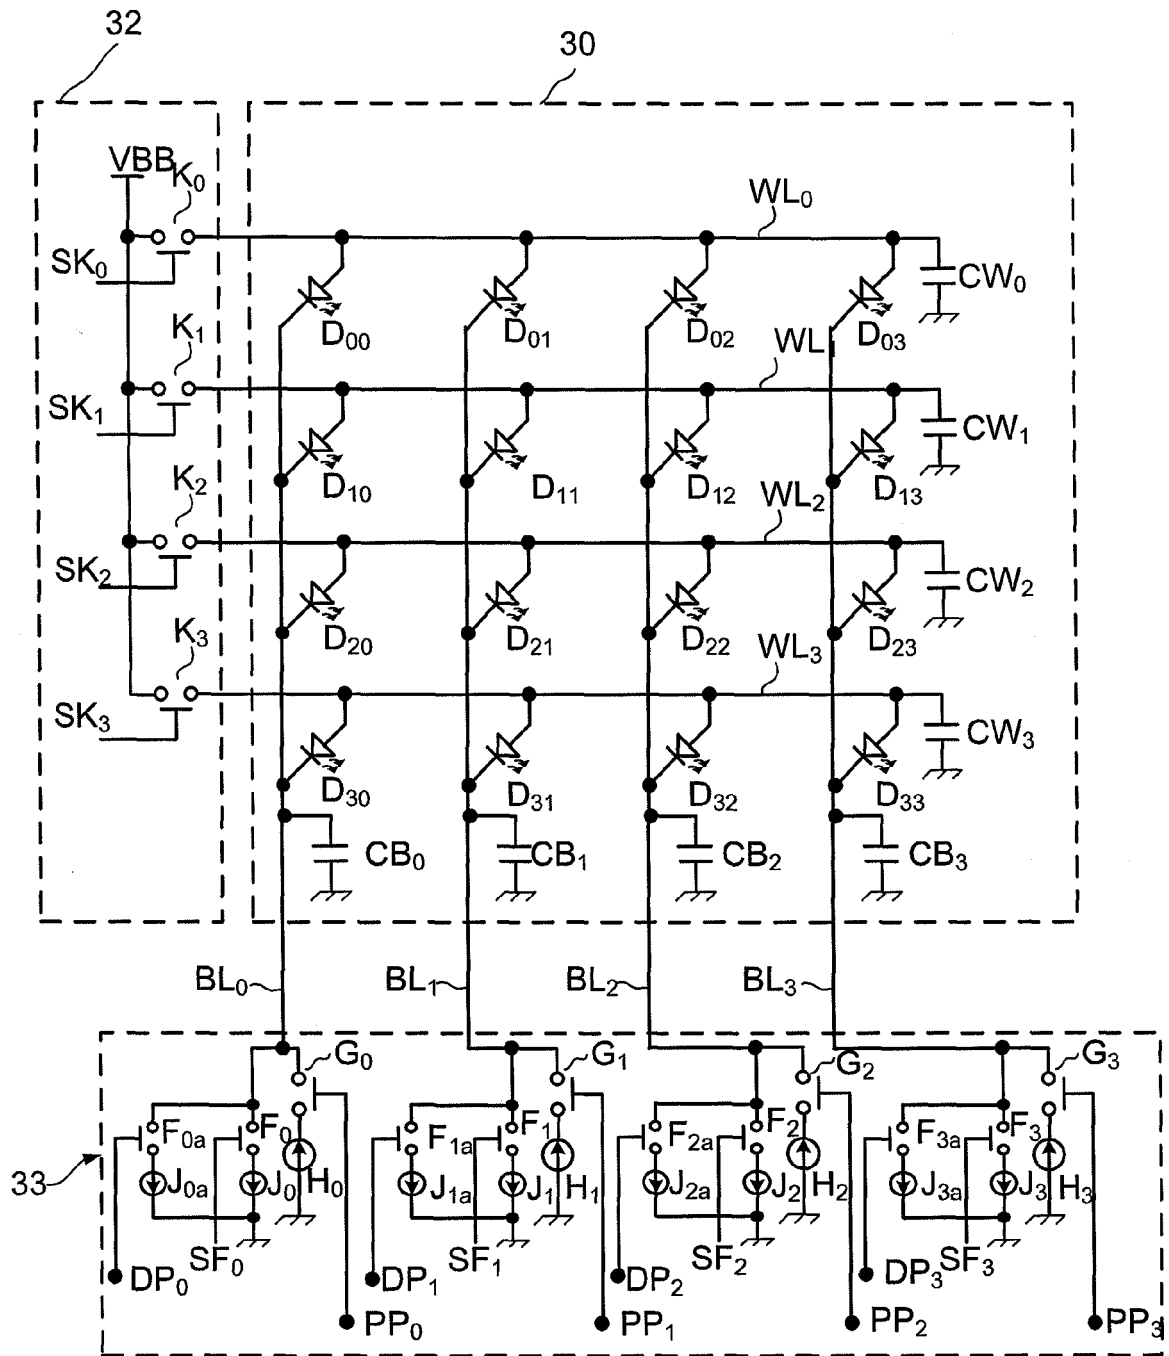 32
30
VBB
K0
WL0
SK0
CW0
D00
D01
D02
D03
K1
WL
SK1
CW1
D10
D11
D12
D13
K2
WL2
SK2
CW2
D20
D21
D22
D23
K3
WL3
SK3
CW3
D30
D31
D32
D33
CB0
CB1
CB2
CB3
BL0
BL1
BL2
BL3
G0
G1
G2
G3
F0a
F0
F1a
F1
F2a
F2
F3a
F3
33
J0a
J0
H0
J1a
J1
H1
J2a
J2
H2
J3a
J3
H3
SF0
SF1
SF2
SF3
DP0
DP1
DP2
DP3
PP0
PP1
PP2
PP3